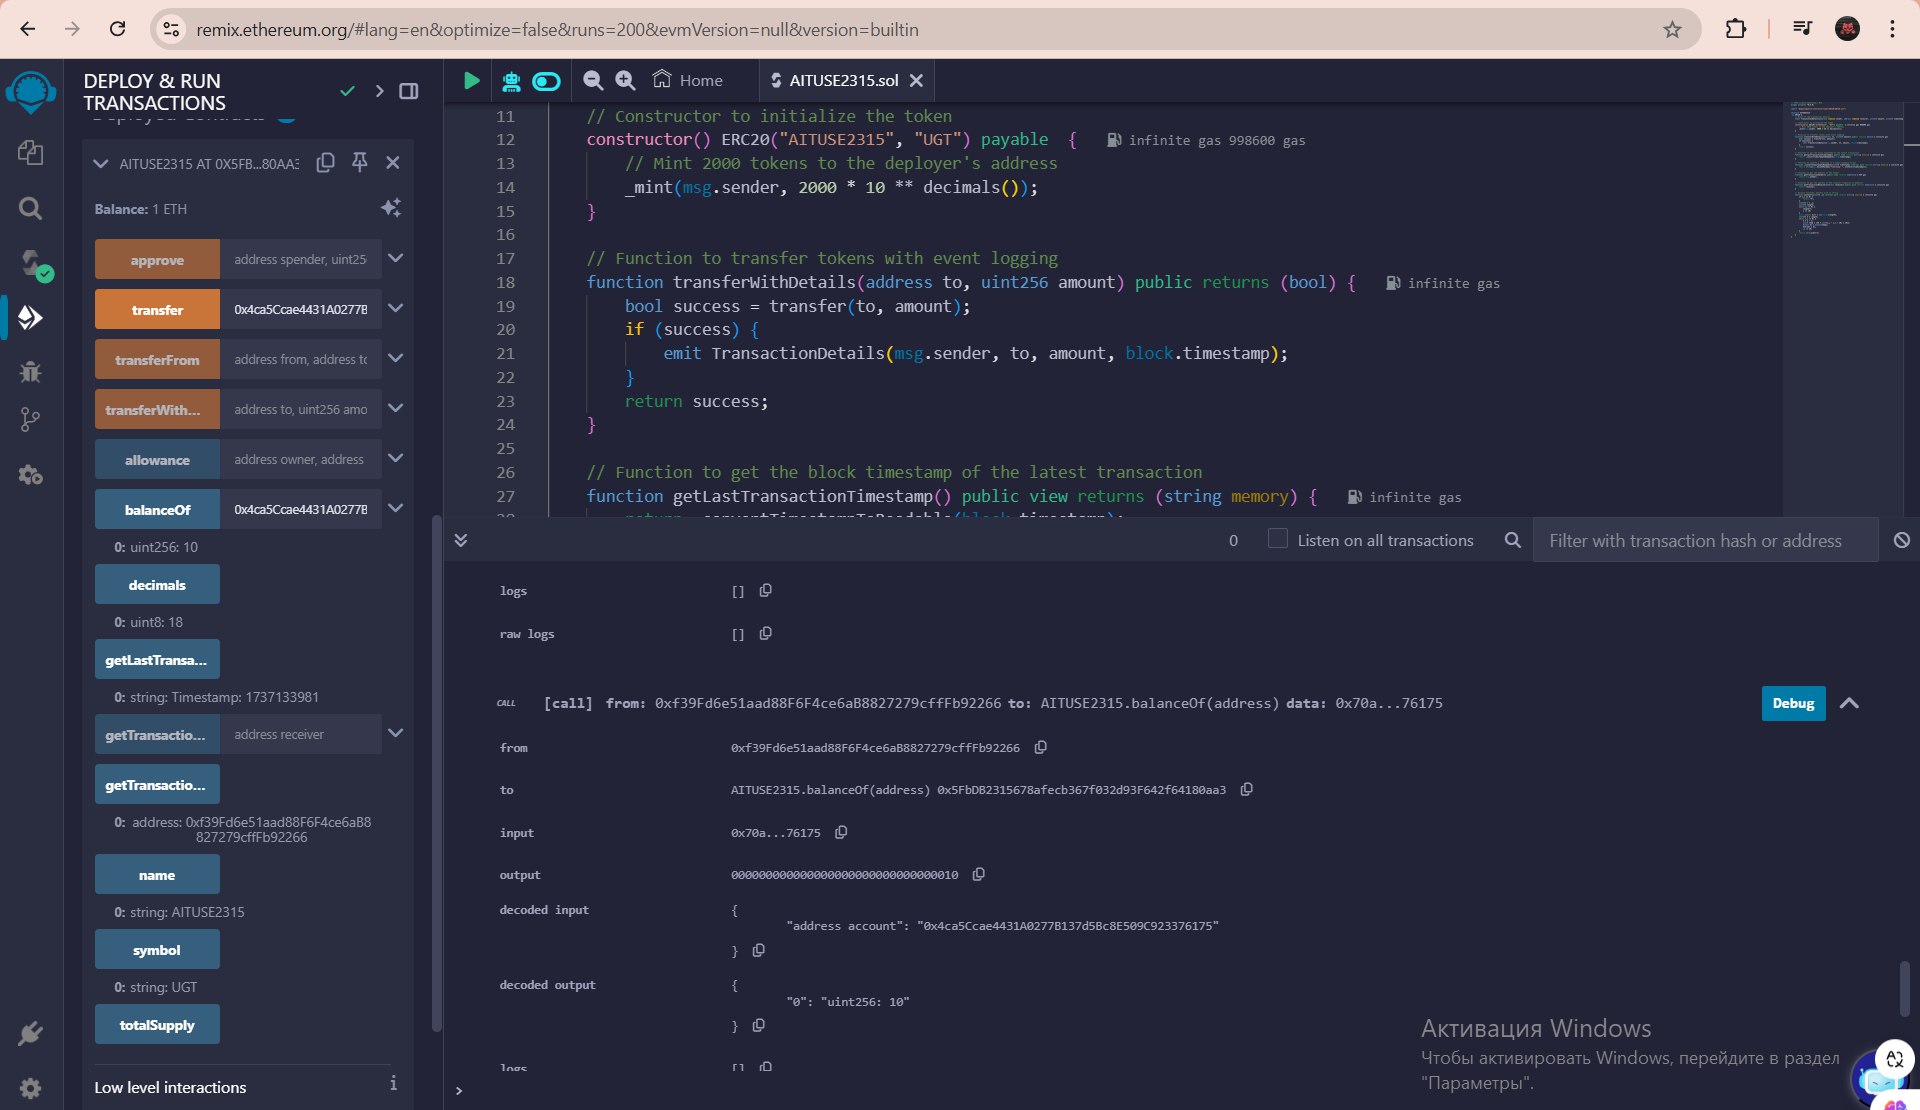 remix.ethereum.org/#lang=en&optimize=false&runs=200&evmVersion=null&version=builtin
DEPLOY & RUN
TRANSACTIONS
Deployed Contracts
AITUSE2315 AT 0X5FB...80AA3
Balance: 1 ETH
approve address spender, uint25
transfer 0x4ca5Ccae4431A0277B
transferFrom address from, address to
transferWith... address to, uint256 amo
allowance address owner, address
balanceOf 0x4ca5Ccae4431A0277B
0: uint256: 10
decimals
0: uint8: 18
getLastTransa...
0: string: Timestamp: 1737133981
getTransactio... address receiver
getTransactio...
0: address: 0xf39Fd6e51aad88F6F4ce6aB8
827279cffFb92266
name
0: string: AITUSE2315
symbol
0: string: UGT
totalSupply
Low level interactions i
Home AITUSE2315.sol
11 // Constructor to initialize the token
12 constructor() ERC20("AITUSE2315", "UGT") payable { infinite gas 998600 gas
13 // Mint 2000 tokens to the deployer's address
14 _mint(msg.sender, 2000 * 10 ** decimals());
15 }
16
17 // Function to transfer tokens with event logging
18 function transferWithDetails(address to, uint256 amount) public returns (bool) { infinite gas
19 bool success = transfer(to, amount);
20 if (success) {
21 emit TransactionDetails(msg.sender, to, amount, block.timestamp);
22 }
23 return success;
24 }
25
26 // Function to get the block timestamp of the latest transaction
27 function getLastTransactionTimestamp() public view returns (string memory) { infinite gas
0 Listen on all transactions Filter with transaction hash or address
logs []
raw logs []
CALL [call] from: 0xf39Fd6e51aad88F6F4ce6aB8827279cffFb92266 to: AITUSE2315.balanceOf(address) data: 0x70a...76175 Debug
from 0xf39Fd6e51aad88F6F4ce6aB8827279cffFb92266
to AITUSE2315.balanceOf(address) 0x5FbDB2315678afecb367f032d93F642f64180aa3
input 0x70a...76175
output 00000000000000000000000000000010
decoded input {
"address account": "0x4ca5Ccae4431A0277B137d5Bc8E509C923376175"
}
decoded output {
"0": "uint256: 10"
}
logs []
>
Активация Windows
Чтобы активировать Windows, перейдите в раздел
"Параметры".